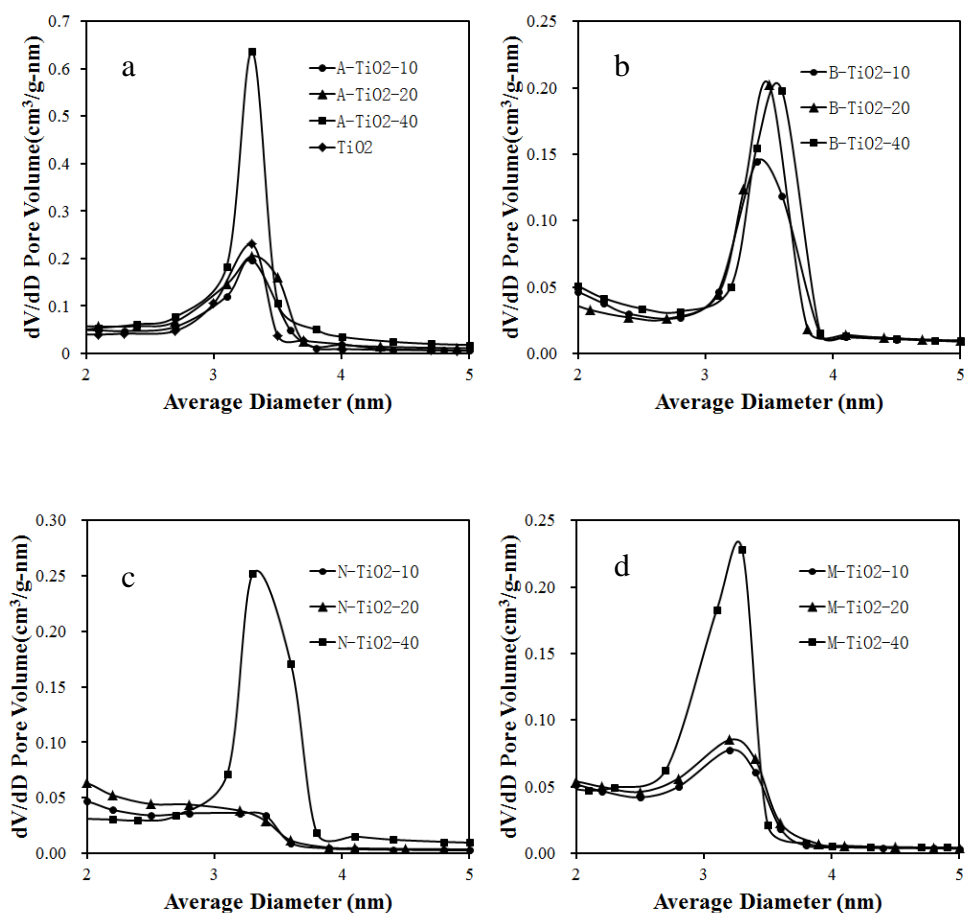 a
A-TiO2-10
A-TiO2-20
A-TiO2-40
TiO2
dV/dD Pore Volume(cm³/g-nm)
0.7
0.6
0.5
0.4
0.3
0.2
0.1
0
2 3 4 5
Average Diameter (nm)
b
B-TiO2-10
B-TiO2-20
B-TiO2-40
dV/dD Pore Volume(cm³/g-nm)
0.25
0.20
0.15
0.10
0.05
0.00
2 3 4 5
Average Diameter (nm)
c
N-TiO2-10
N-TiO2-20
N-TiO2-40
dV/dD Pore Volume(cm³/g-nm)
0.30
0.25
0.20
0.15
0.10
0.05
0.00
2 3 4 5
Average Diameter (nm)
d
M-TiO2-10
M-TiO2-20
M-TiO2-40
dV/dD Pore Volume(cm³/g-nm)
0.25
0.20
0.15
0.10
0.05
0.00
2 3 4 5
Average Diameter (nm)